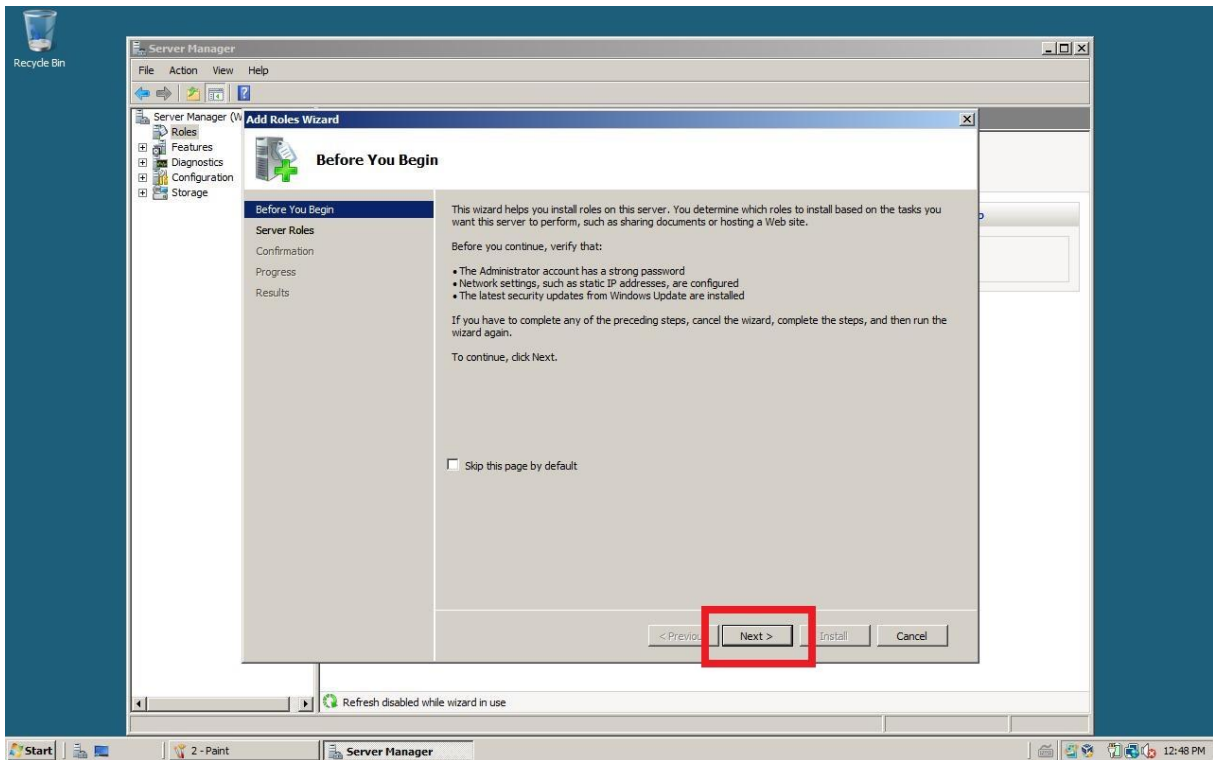 Recycle Bin
Server Manager
File Action View Help
Server Manager (W
Roles
Features
Diagnostics
Configuration
Storage
Add Roles Wizard
Before You Begin
Before You Begin
Server Roles
Confirmation
Progress
Results
This wizard helps you install roles on this server. You determine which roles to install based on the tasks you
want this server to perform, such as sharing documents or hosting a Web site.
Before you continue, verify that:
• The Administrator account has a strong password
• Network settings, such as static IP addresses, are configured
• The latest security updates from Windows Update are installed
If you have to complete any of the preceding steps, cancel the wizard, complete the steps, and then run the
wizard again.
To continue, click Next.
Skip this page by default
< Previou Next > Install Cancel
Refresh disabled while wizard in use
Start 2 - Paint Server Manager 12:48 PM